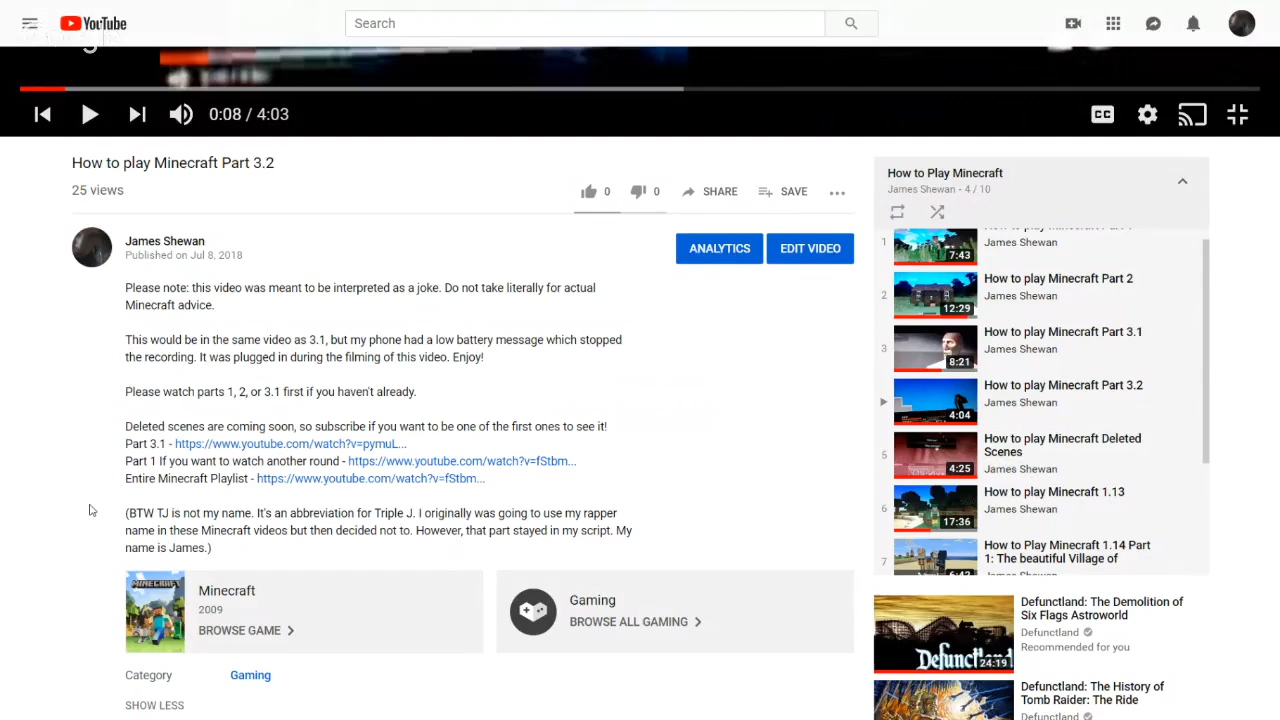 YouTube
Search
0:08 / 4:03
CC
How to play Minecraft Part 3.2
25 views
0
0
SHARE
SAVE
James Shewan
Published on Jul 8, 2018
ANALYTICS
EDIT VIDEO
Please note: this video was meant to be interpreted as a joke. Do not take literally for actual
Minecraft advice.
This would be in the same video as 3.1, but my phone had a low battery message which stopped
the recording. It was plugged in during the filming of this video. Enjoy!
Please watch parts 1, 2, or 3.1 first if you haven't already.
Deleted scenes are coming soon, so subscribe if you want to be one of the first ones to see it!
Part 3.1 - https://www.youtube.com/watch?v=pymuL...
Part 1 If you want to watch another round - https://www.youtube.com/watch?v=fStbm...
Entire Minecraft Playlist - https://www.youtube.com/watch?v=fStbm...
(BTW TJ is not my name. It's an abbreviation for Triple J. I originally was going to use my rapper
name in these Minecraft videos but then decided not to. However, that part stayed in my script. My
name is James.)
MINECRAFT
Minecraft
2009
BROWSE GAME
Gaming
BROWSE ALL GAMING
Category
Gaming
SHOW LESS
How to Play Minecraft
James Shewan - 4 / 10
1
7:43
James Shewan
2
12:29
How to play Minecraft Part 2
James Shewan
3
8:21
How to play Minecraft Part 3.1
James Shewan
4:04
How to play Minecraft Part 3.2
James Shewan
5
4:25
How to play Minecraft Deleted
Scenes
James Shewan
6
17:36
How to play Minecraft 1.13
James Shewan
7
How to Play Minecraft 1.14 Part
1: The beautiful Village of
Defunctland
24:19
Defunctland: The Demolition of
Six Flags Astroworld
Defunctland
Recommended for you
Defunctland: The History of
Tomb Raider: The Ride
Defunctland